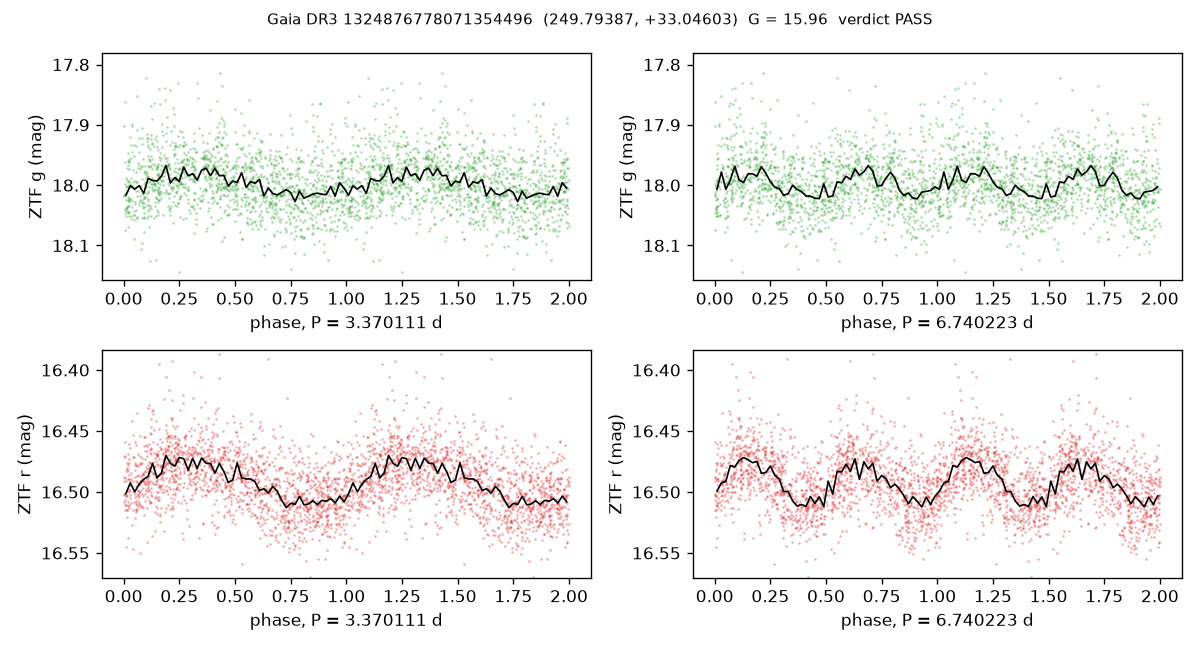 Gaia DR3 1324876778071354496 (249.79387, +33.04603) G = 15.96 verdict PASS
ZTF g (mag)
17.8
17.9
18.0
18.1
0.00 0.25 0.50 0.75 1.00 1.25 1.50 1.75 2.00
phase, P = 3.370111 d
ZTF g (mag)
17.8
17.9
18.0
18.1
0.00 0.25 0.50 0.75 1.00 1.25 1.50 1.75 2.00
phase, P = 6.740223 d
ZTF r (mag)
16.40
16.45
16.50
16.55
0.00 0.25 0.50 0.75 1.00 1.25 1.50 1.75 2.00
phase, P = 3.370111 d
ZTF r (mag)
16.40
16.45
16.50
16.55
0.00 0.25 0.50 0.75 1.00 1.25 1.50 1.75 2.00
phase, P = 6.740223 d